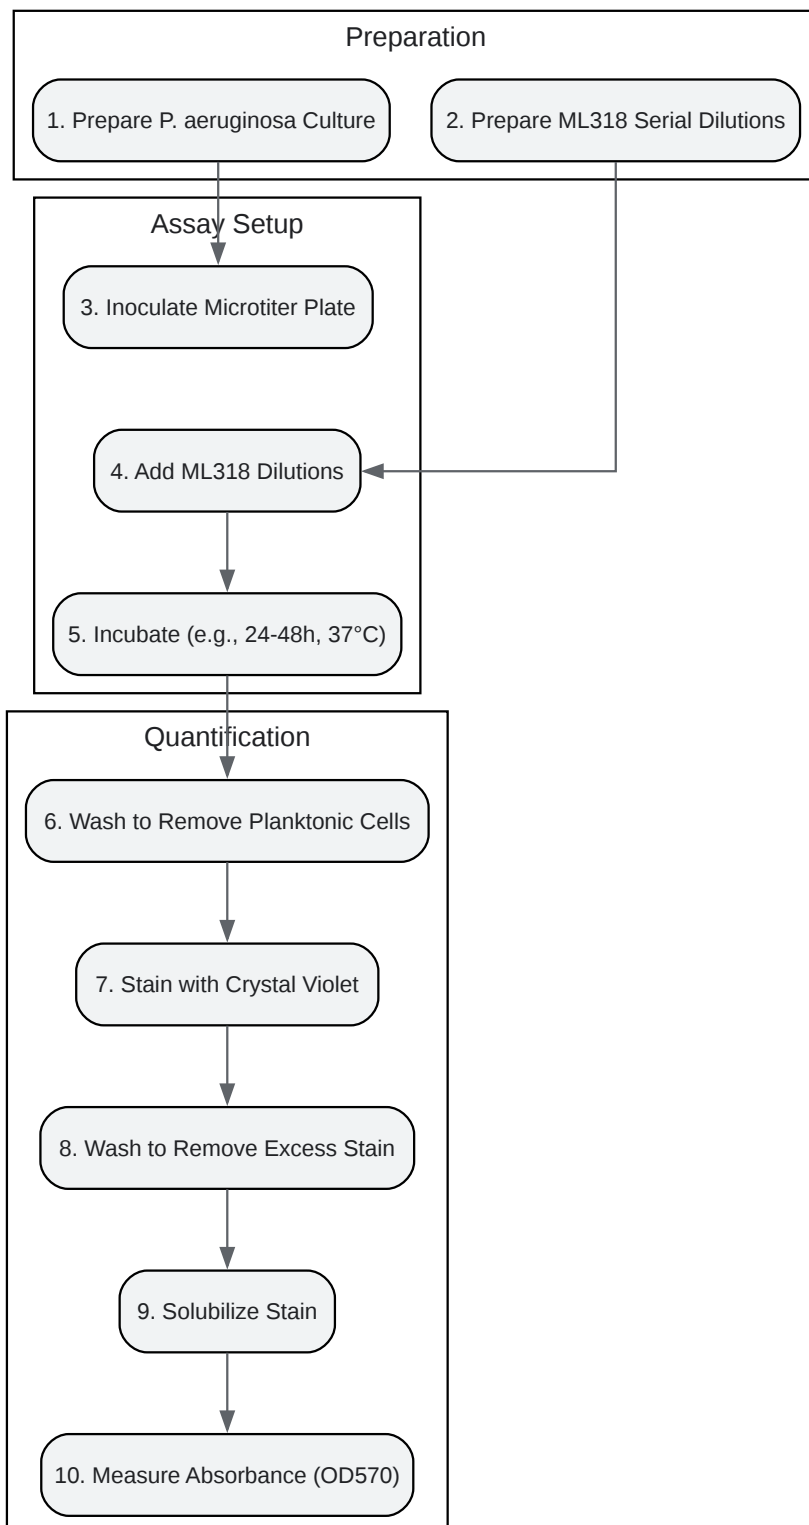 Preparation
1. Prepare P. aeruginosa Culture
2. Prepare ML318 Serial Dilutions
Assay Setup
3. Inoculate Microtiter Plate
4. Add ML318 Dilutions
5. Incubate (e.g., 24-48h, 37°C)
Quantification
6. Wash to Remove Planktonic Cells
7. Stain with Crystal Violet
8. Wash to Remove Excess Stain
9. Solubilize Stain
10. Measure Absorbance (OD570)